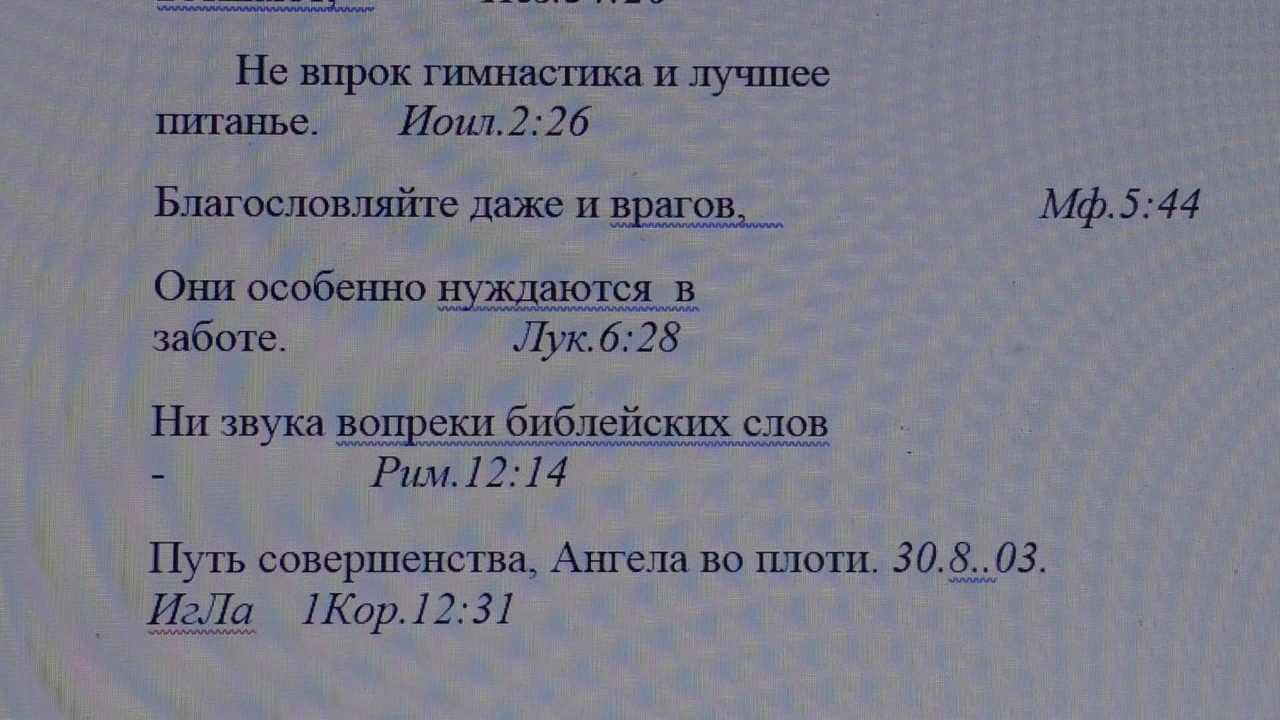 Не впрок гимнастика и лучшее
питанье. Иоил.2:26
Благословляйте даже и врагов, Мф.5:44
Они особенно нуждаются в
заботе. Лук.6:28
Ни звука вопреки библейских слов
- Рим.12:14
Путь совершенства, Ангела во плоти. 30.8..03.
ИгЛа 1Кор.12:31